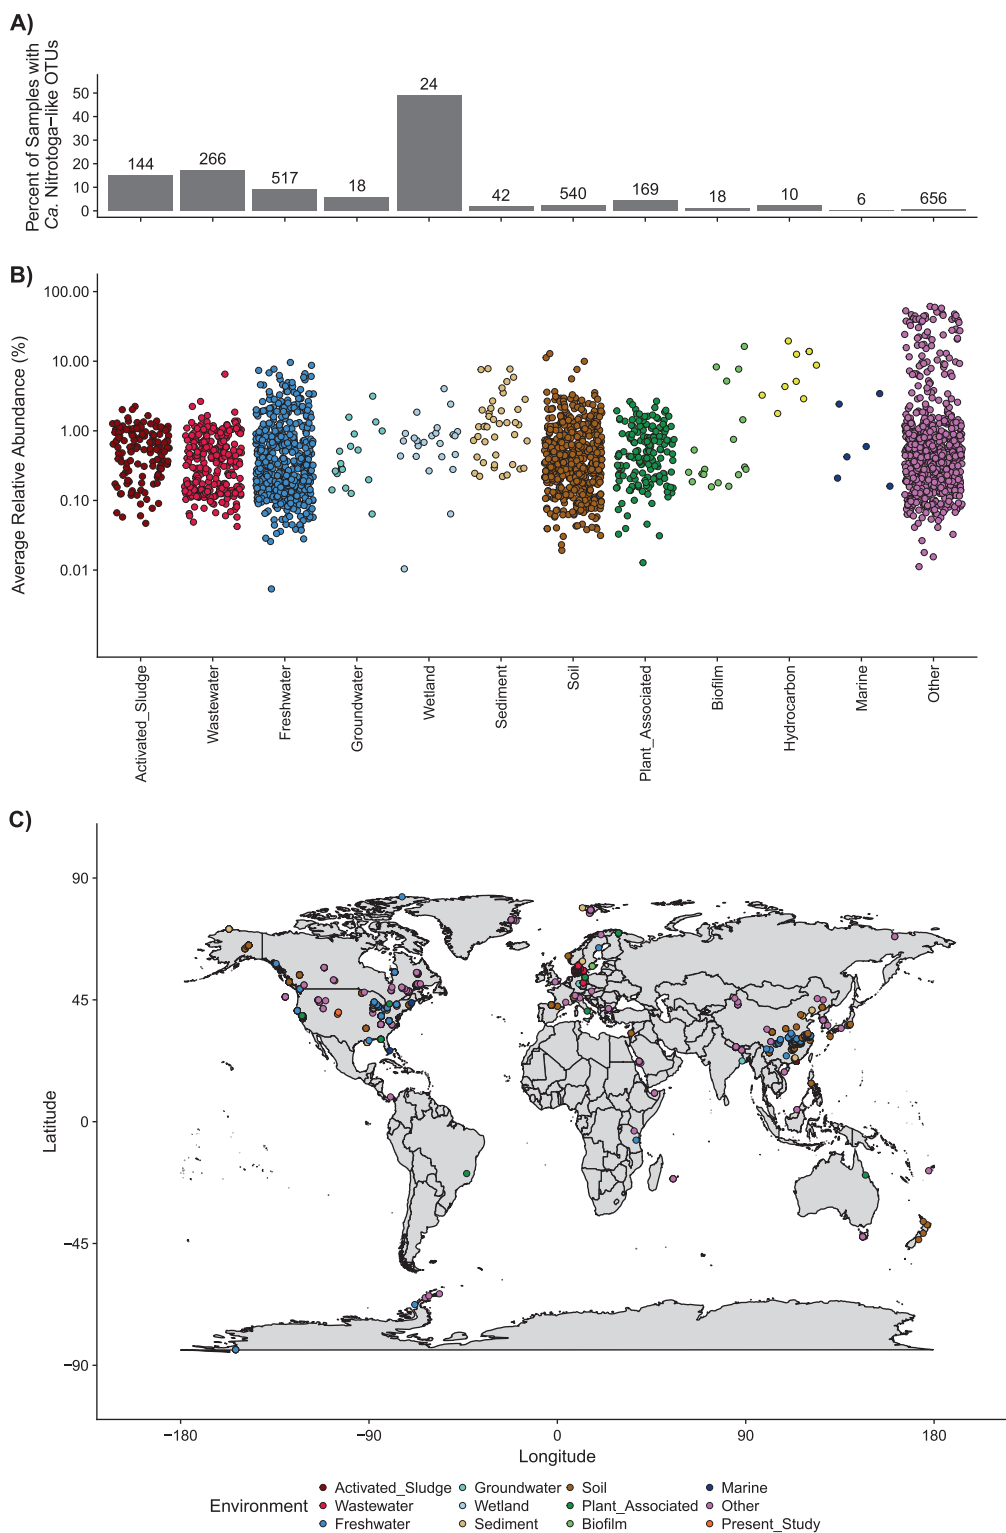 A)
Percent of Samples with
Ca. Nitrotoga−like OTUs
50
40
30
20
10
0
144
266
517
18
24
42
540
169
18
10
6
656
B)
Average Relative Abundance (%)
100.00
10.00
1.00
0.10
0.01
Activated_Sludge
Wastewater
Freshwater
Groundwater
Wetland
Sediment
Soil
Plant_Associated
Biofilm
Hydrocarbon
Marine
Other
C)
Latitude
90
45
0
−45
−90
−180
−90
0
90
180
Longitude
Environment
Activated_Sludge
Wastewater
Freshwater
Groundwater
Wetland
Sediment
Soil
Plant_Associated
Biofilm
Marine
Other
Present_Study